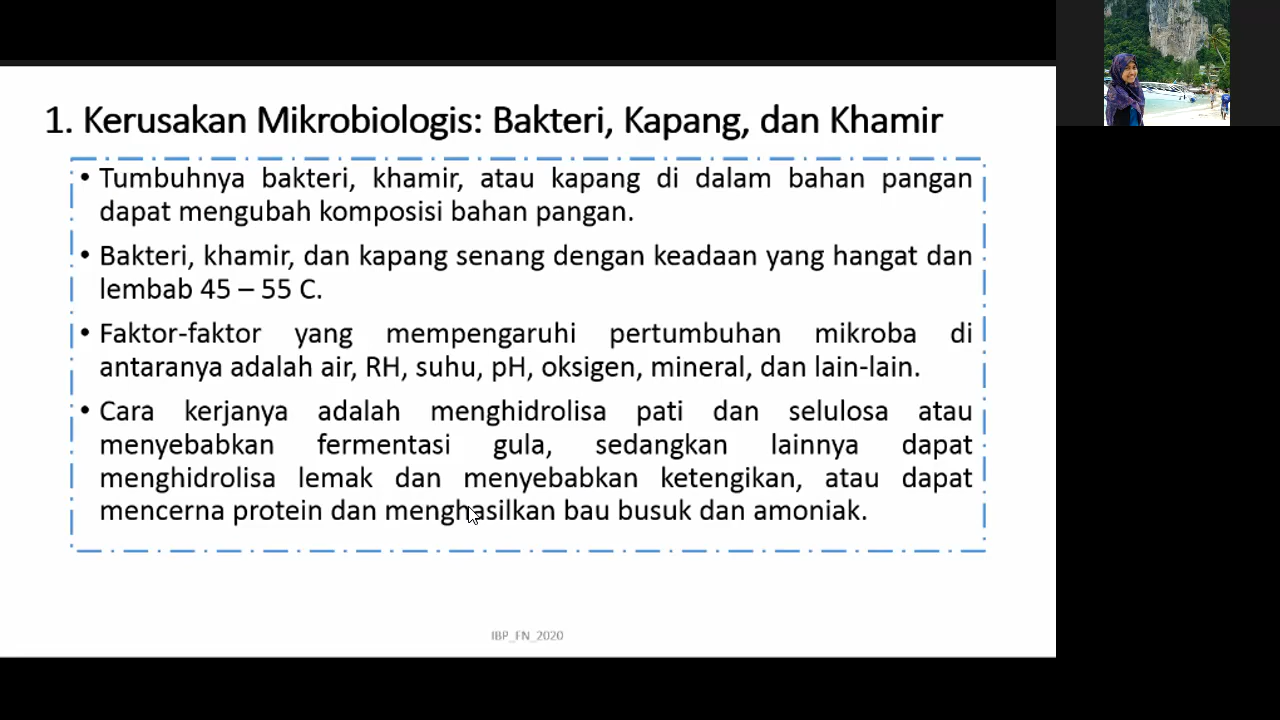 1. Kerusakan Mikrobiologis: Bakteri, Kapang, dan Khamir
• Tumbuhnya bakteri, khamir, atau kapang di dalam bahan pangan
dapat mengubah komposisi bahan pangan.
• Bakteri, khamir, dan kapang senang dengan keadaan yang hangat dan
lembab 45 – 55 C.
• Faktor-faktor yang mempengaruhi pertumbuhan mikroba di
antaranya adalah air, RH, suhu, pH, oksigen, mineral, dan lain-lain.
• Cara kerjanya adalah menghidrolisa pati dan selulosa atau
menyebabkan fermentasi gula, sedangkan lainnya dapat
menghidrolisa lemak dan menyebabkan ketengikan, atau dapat
mencerna protein dan menghasilkan bau busuk dan amoniak.
IBP_FN_2020